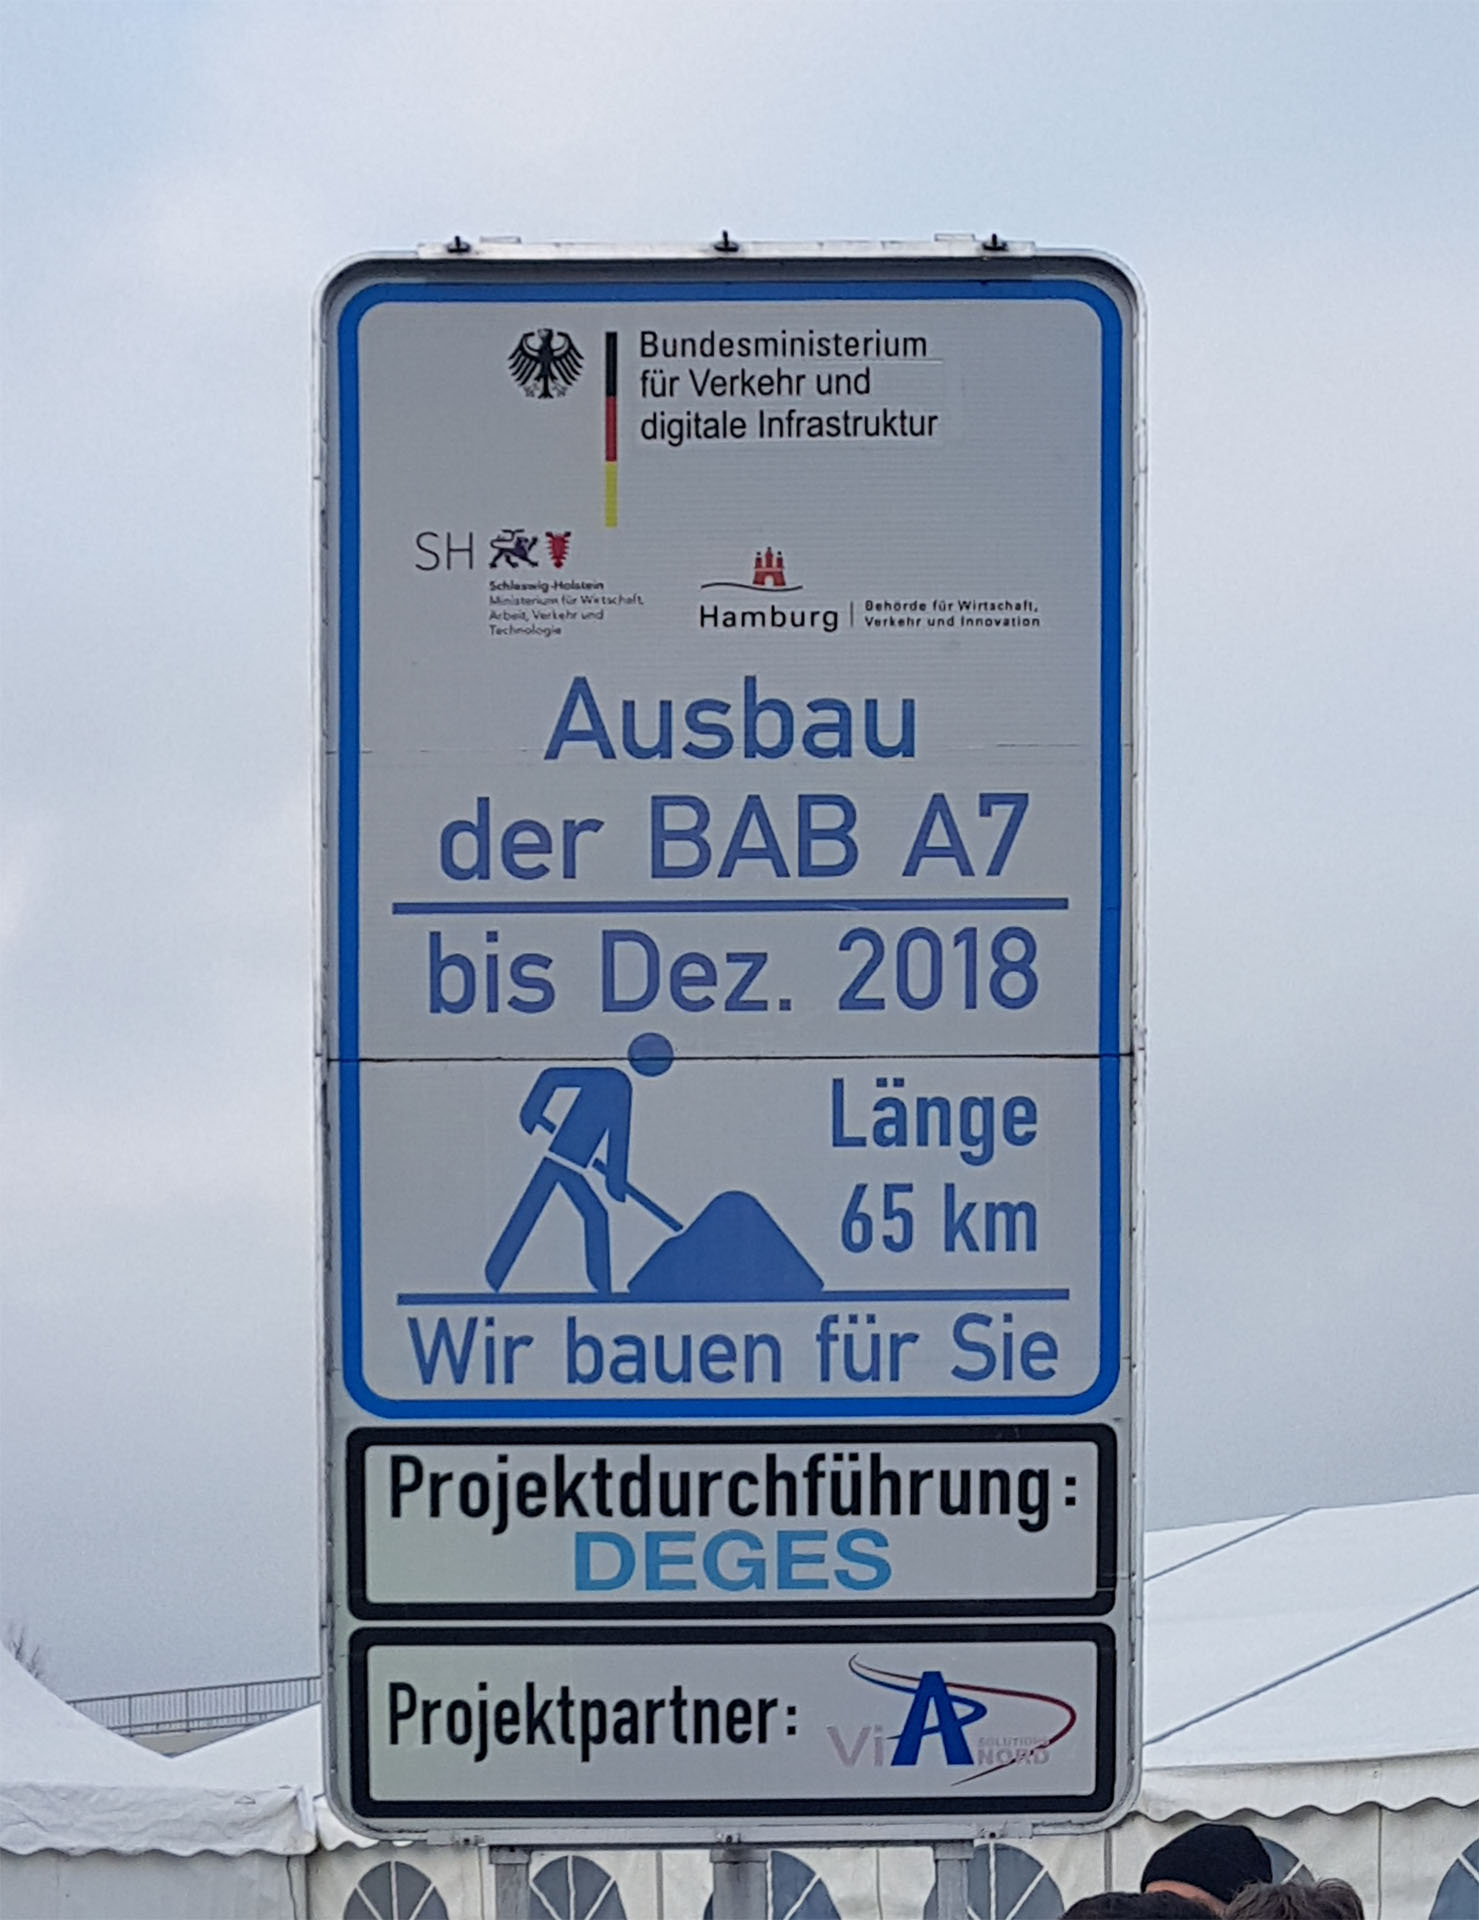 Bundesministerium
für Verkehr und
digitale Infrastruktur
SH
Schleswig-Holstein
Ministerium für Wirtschaft,
Arbeit, Verkehr und
Technologie
Hamburg
Behörde für Wirtschaft,
Verkehr und Innovation
Ausbau
der BAB A7
bis Dez. 2018
Länge
65 km
Wir bauen für Sie
Projektdurchführung:
DEGES
Projektpartner:
ViA
SOLUTIONS
NORD